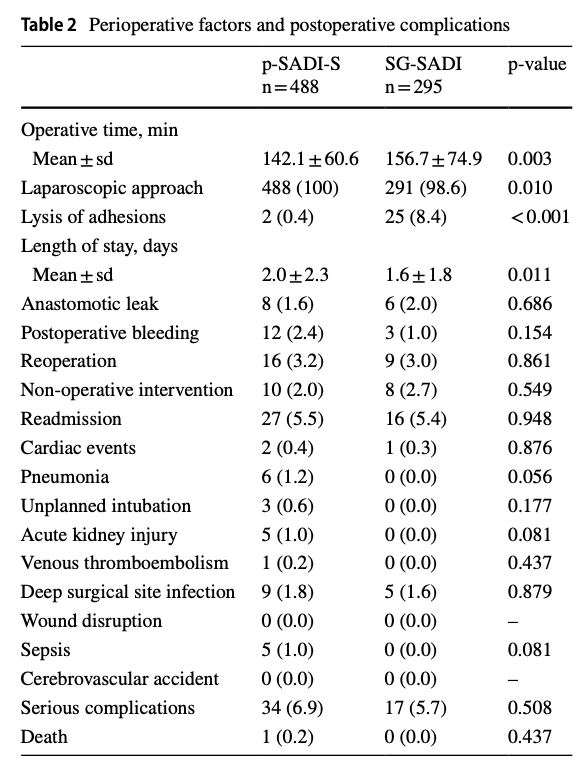 Table 2 Perioperative factors and postoperative complications
p-SADI-S SG-SADI p-value
n=488 n=295
Operative time, min
Mean±sd 142.1±60.6 156.7±74.9 0.003
Laparoscopic approach 488 (100) 291 (98.6) 0.010
Lysis of adhesions 2 (0.4) 25 (8.4) <0.001
Length of stay, days
Mean±sd 2.0±2.3 1.6±1.8 0.011
Anastomotic leak 8 (1.6) 6 (2.0) 0.686
Postoperative bleeding 12 (2.4) 3 (1.0) 0.154
Reoperation 16 (3.2) 9 (3.0) 0.861
Non-operative intervention 10 (2.0) 8 (2.7) 0.549
Readmission 27 (5.5) 16 (5.4) 0.948
Cardiac events 2 (0.4) 1 (0.3) 0.876
Pneumonia 6 (1.2) 0 (0.0) 0.056
Unplanned intubation 3 (0.6) 0 (0.0) 0.177
Acute kidney injury 5 (1.0) 0 (0.0) 0.081
Venous thromboembolism 1 (0.2) 0 (0.0) 0.437
Deep surgical site infection 9 (1.8) 5 (1.6) 0.879
Wound disruption 0 (0.0) 0 (0.0) –
Sepsis 5 (1.0) 0 (0.0) 0.081
Cerebrovascular accident 0 (0.0) 0 (0.0) –
Serious complications 34 (6.9) 17 (5.7) 0.508
Death 1 (0.2) 0 (0.0) 0.437